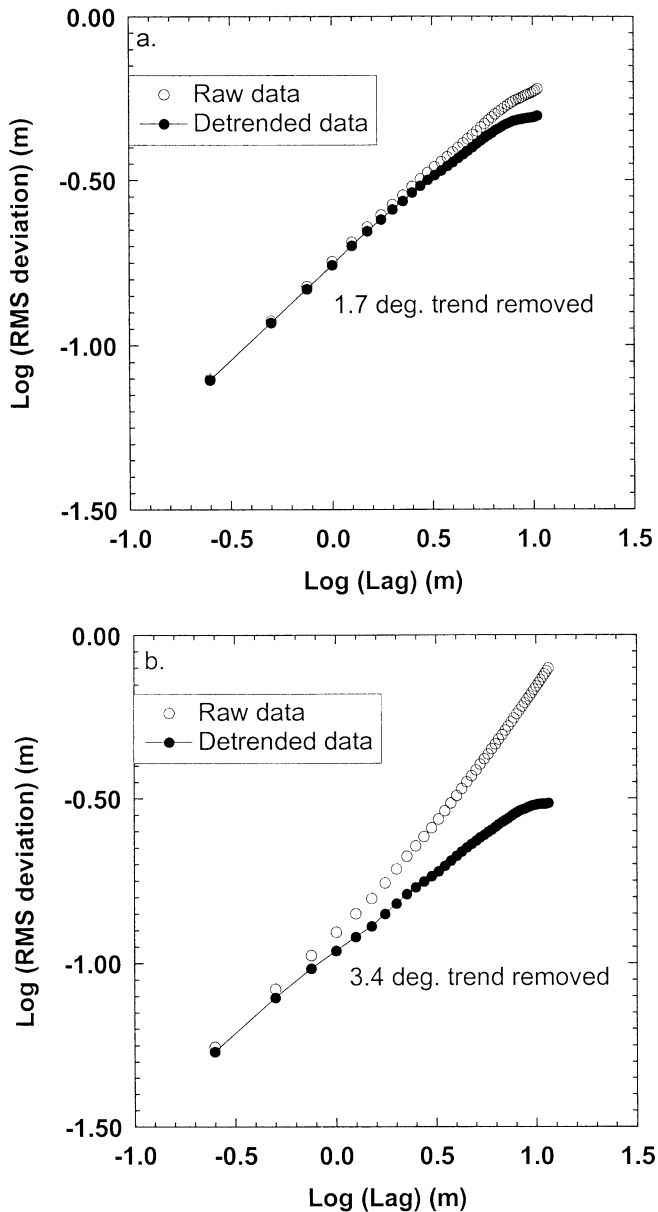 0.00
a.
Raw data
Detrended data
-0.50
Log (RMS deviation) (m)
1.7 deg. trend removed
-1.00
-1.50
-1.0 -0.5 0.0 0.5 1.0 1.5
Log (Lag) (m)
0.00
b.
Raw data
Detrended data
-0.50
Log (RMS deviation) (m)
-1.00
3.4 deg. trend removed
-1.50
-1.0 -0.5 0.0 0.5 1.0 1.5
Log (Lag) (m)